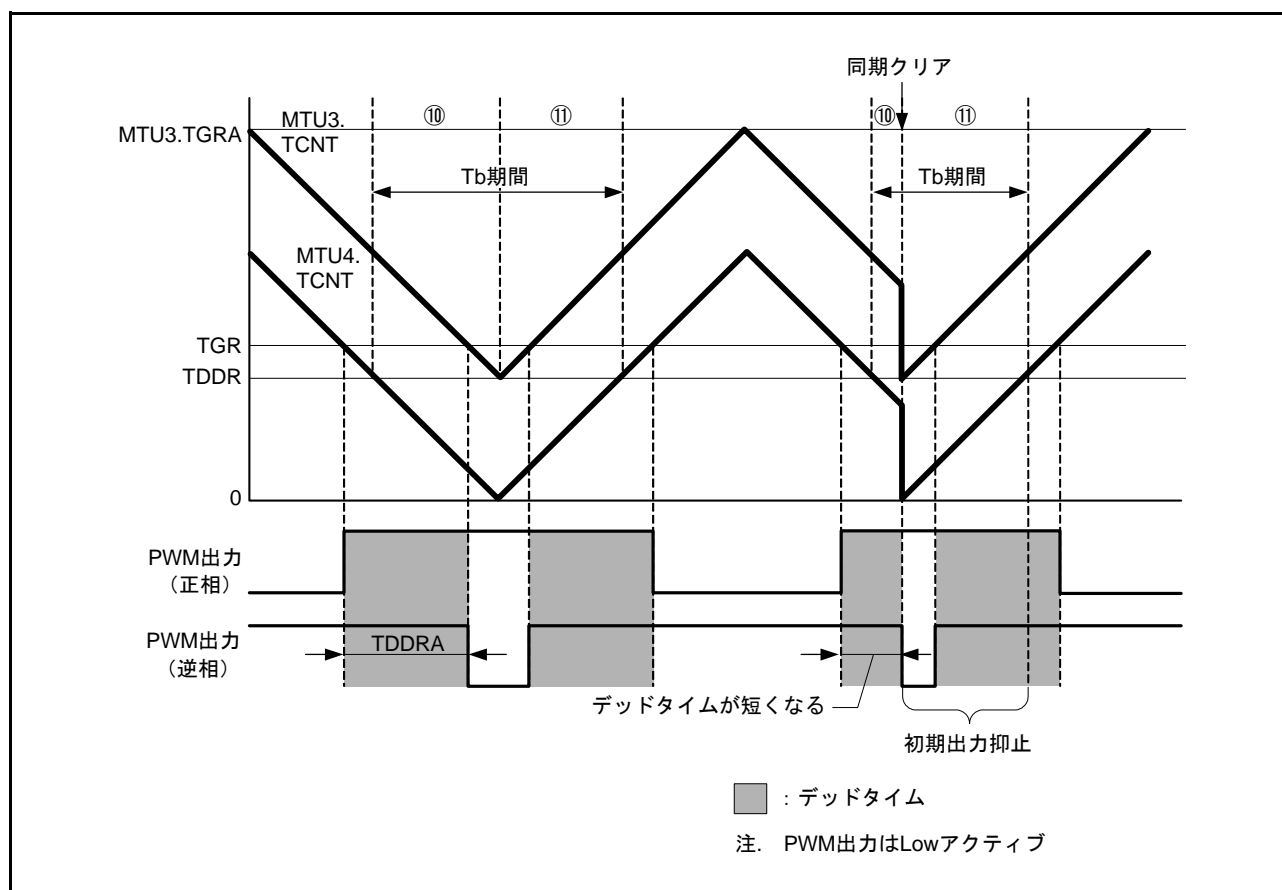 同期クリア
⑩
⑪
⑩
⑪
MTU3.TGRA
MTU3.
TCNT
Tb期間
Tb期間
MTU4.
TCNT
TGR
TDDR
0
PWM出力
（正相）
PWM出力
（逆相）
TDDRA
デッドタイムが短くなる
初期出力抑止
: デッドタイム
注. PWM出力はLowアクティブ